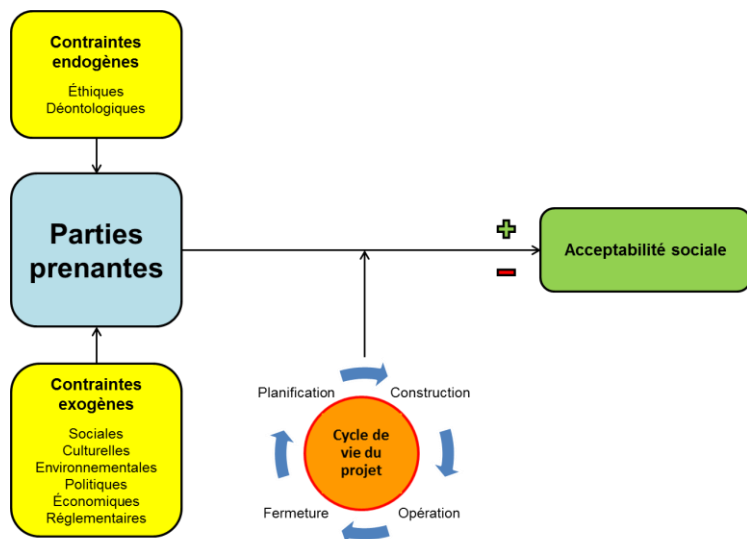 Contraintes
endogènes
Éthiques
Déontologiques
Parties
prenantes
Acceptabilité sociale
Contraintes
exogènes
Sociales
Culturelles
Environnementales
Politiques
Économiques
Réglementaires
Planification
Construction
Cycle de
vie du
projet
Fermeture
Opération